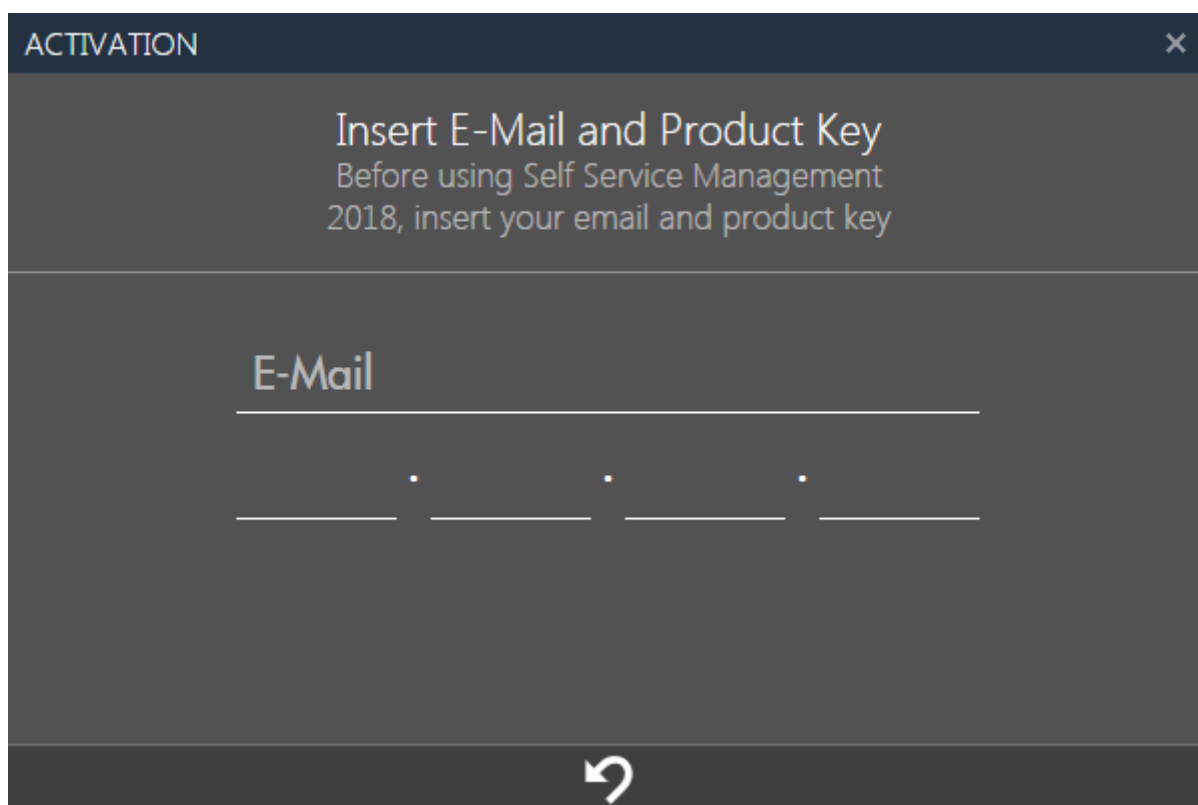 ACTIVATION
Insert E-Mail and Product Key
Before using Self Service Management
2018, insert your email and product key
E-Mail
. . .